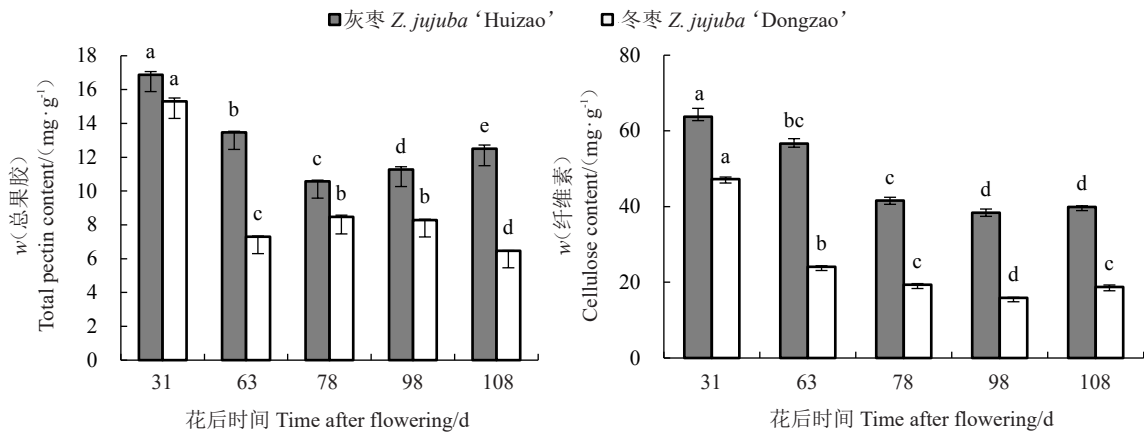 灰枣 Z. jujuba ‘Huizao’ 冬枣 Z. jujuba ‘Dongzao’
w(总果胶)
Total pectin content/(mg·g-1)
18
16
14
12
10
8
6
4
2
0
a
a
b
c
c
b
d
b
e
d
31 63 78 98 108
花后时间 Time after flowering/d
w(纤维素)
Cellulose content/(mg·g-1)
80
60
40
20
0
a
a
bc
b
c
c
d
d
d
c
31 63 78 98 108
花后时间 Time after flowering/d